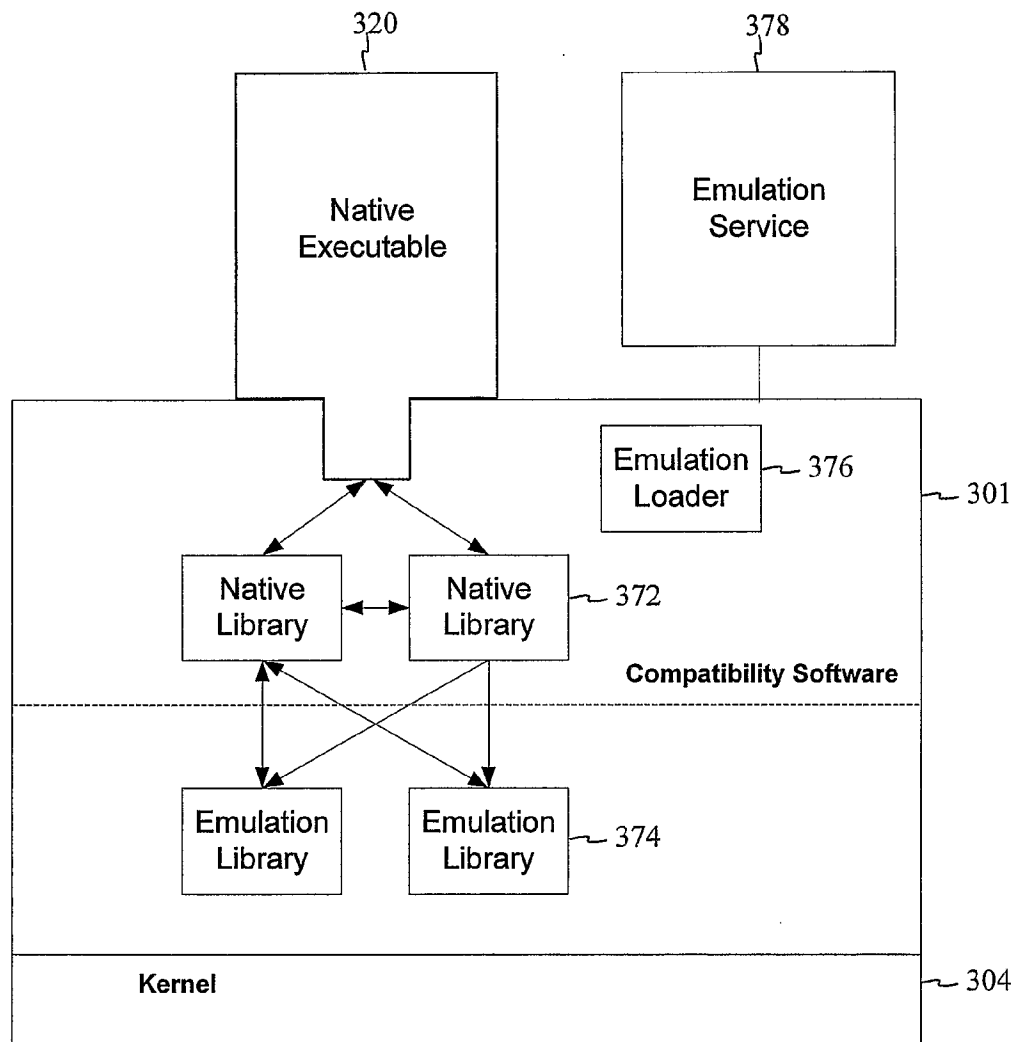 320
378
Native
Executable
Emulation
Service
Emulation
Loader
376
301
Native
Library
Native
Library
372
Compatibility Software
Emulation
Library
Emulation
Library
374
Kernel
304